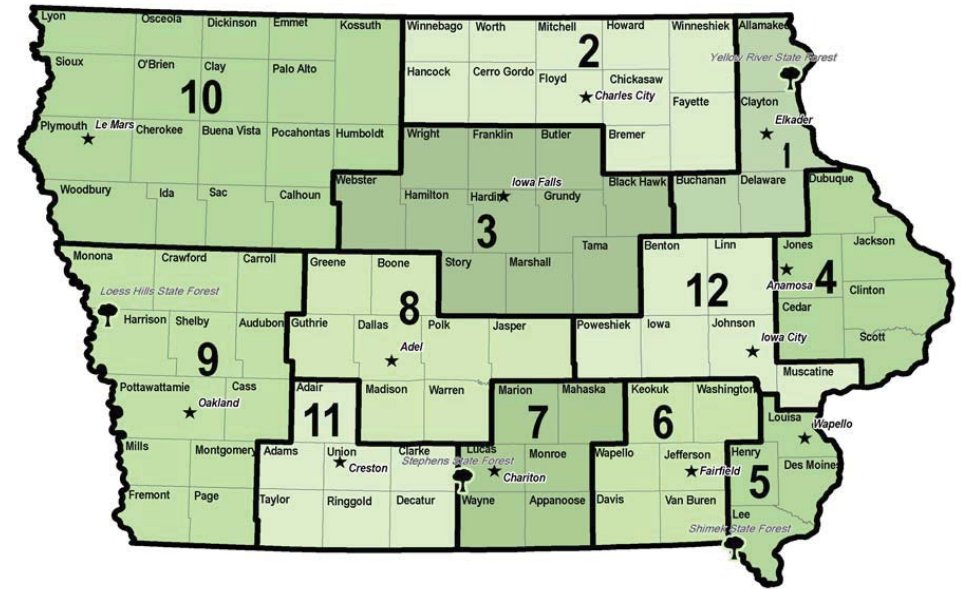 Lyon
Osceola
Dickinson
Emmet
Kossuth
Winnebago
Worth
Mitchell
Howard
Winneshiek
Allamakee
2
Yellow River State Forest
Sioux
O'Brien
Clay
Palo Alto
Hancock
Cerro Gordo
Floyd
Chickasaw
Charles City
Fayette
Clayton
Elkader
10
1
Plymouth
Le Mars
Cherokee
Buena Vista
Pocahontas
Humboldt
Wright
Franklin
Butler
Bremer
Woodbury
Ida
Sac
Calhoun
Webster
Hamilton
Hardin
Iowa Falls
Grundy
Black Hawk
Buchanan
Delaware
Dubuque
3
Monona
Crawford
Carroll
Greene
Boone
Story
Marshall
Tama
Benton
Linn
Jones
Jackson
Loess Hills State Forest
8
12
Anamosa
4
Clinton
Harrison
Shelby
Audubon
Guthrie
Dallas
Polk
Jasper
Poweshiek
Iowa
Johnson
Iowa City
Cedar
Scott
9
Adel
Muscatine
Pottawattamie
Cass
Oakland
Adair
Madison
Warren
Marion
Mahaska
Keokuk
Washington
11
7
6
Louisa
Wapello
Mills
Montgomery
Adams
Union
Creston
Clarke
Stephens State Forest
Lucas
Chariton
Monroe
Wapello
Jefferson
Fairfield
Henry
5
Des Moines
Fremont
Page
Taylor
Ringgold
Decatur
Wayne
Appanoose
Davis
Van Buren
Lee
Shimek State Forest